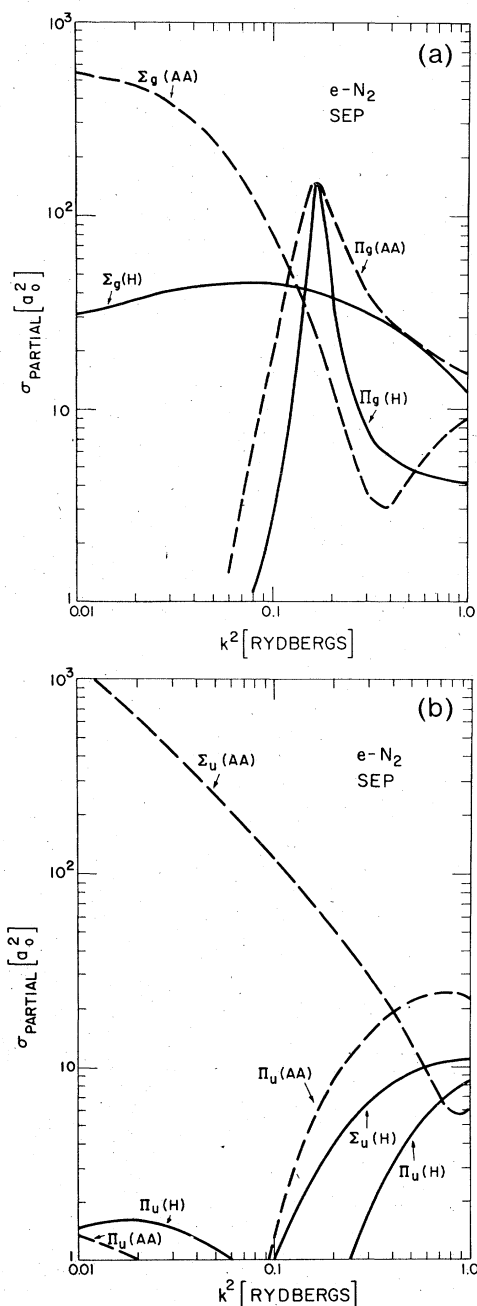 (a)
10³
Σg(AA)
e-N₂
SEP
10²
Πg(AA)
Σg(H)
σ PARTIAL [a₀²]
10
Πg(H)
1
0.01 0.1 1.0
k² [RYDBERGS]
10³
(b)
Σu(AA)
e-N₂
SEP
10²
σ PARTIAL [a₀²]
Πu(AA)
10
Σu(H)
Πu(H)
Πu(H)
Πu(AA)
1
0.01 0.1 1.0
k² [RYDBERGS]